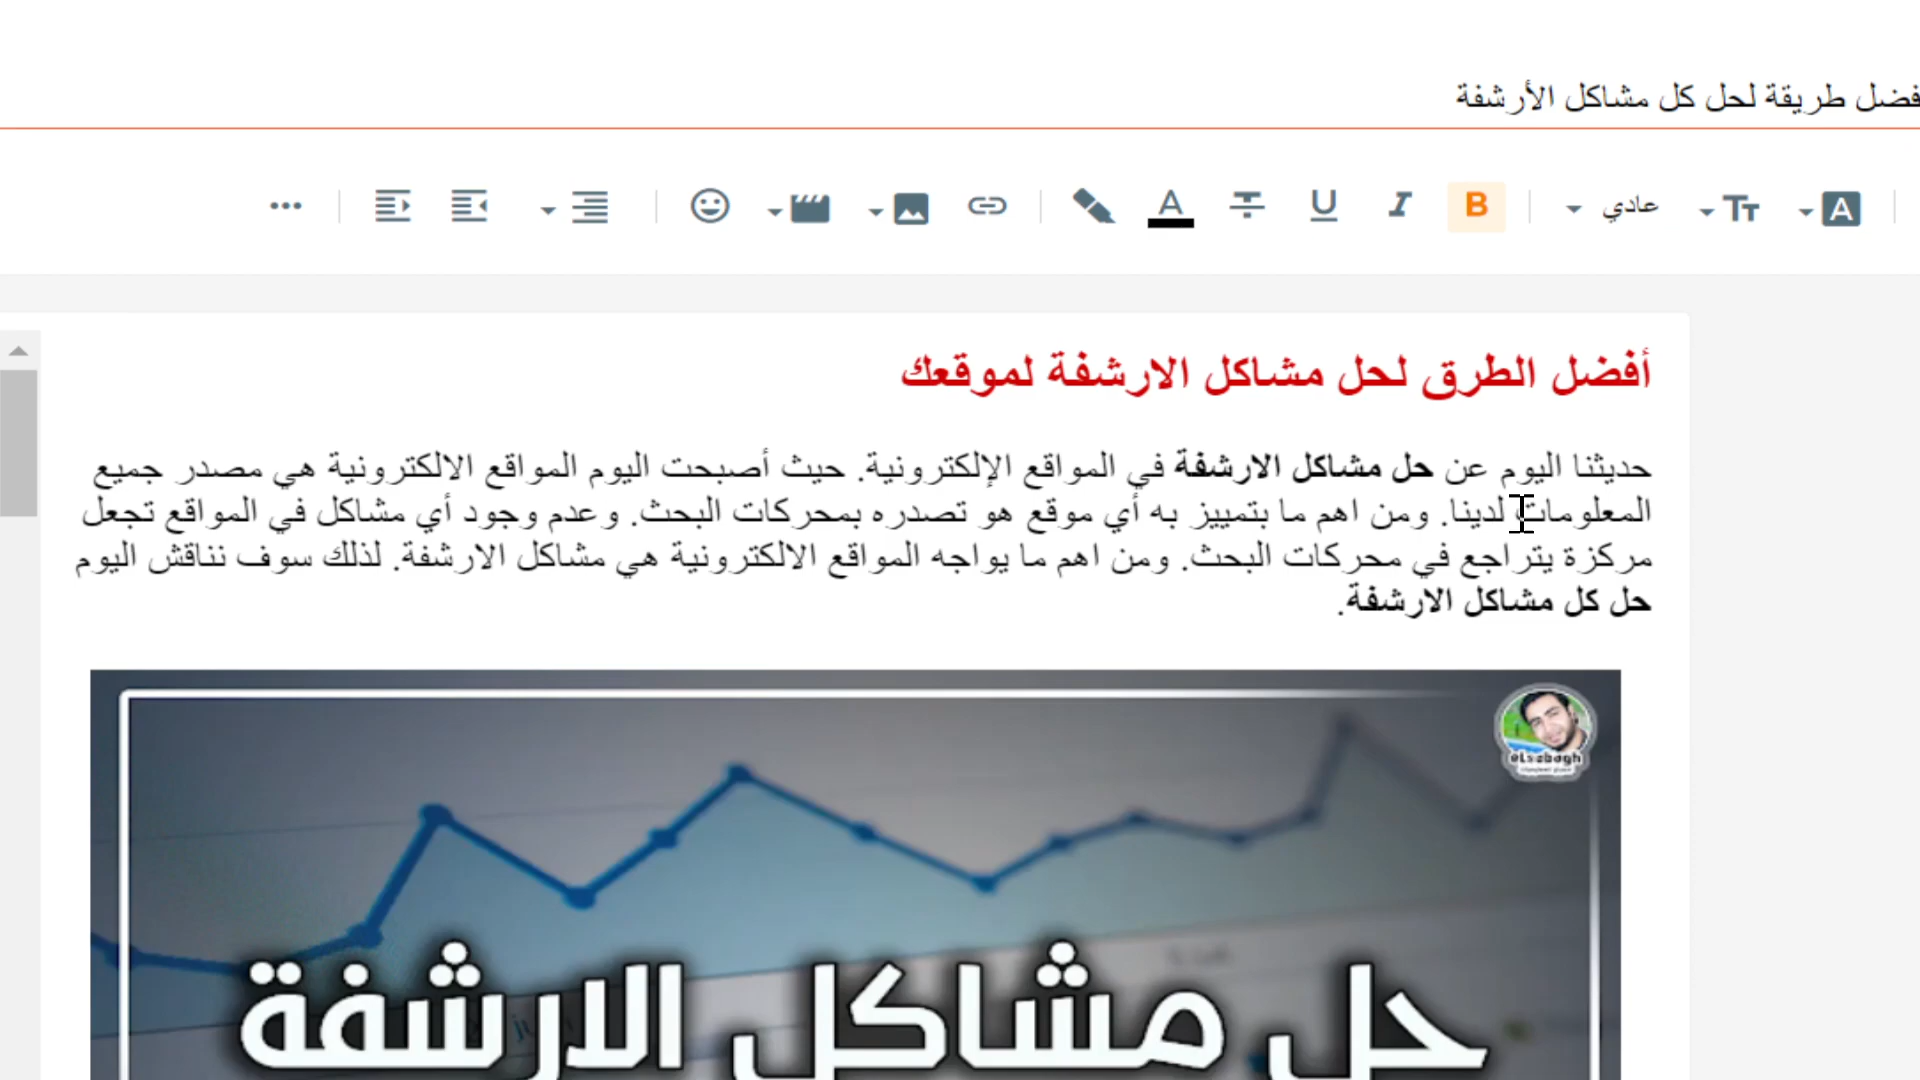 فضل طريقة لحل كل مشاكل الأرشفة
A Tт عادي B I U T A
أفضل الطرق لحل مشاكل الارشفة لموقعك
حديثنا اليوم عن حل مشاكل الارشفة في المواقع الإلكترونية. حيث أصبحت اليوم المواقع الالكترونية هي مصدر جميع
المعلومات لدينا. ومن اهم ما بتمييز به أي موقع هو تصدره بمحركات البحث. وعدم وجود أي مشاكل في المواقع تجعل
مركزة يتراجع في محركات البحث. ومن اهم ما يواجه المواقع الالكترونية هي مشاكل الارشفة. لذلك سوف نناقش اليوم
حل كل مشاكل الارشفة.
eLsabagh
حل مشاكل الارشفة